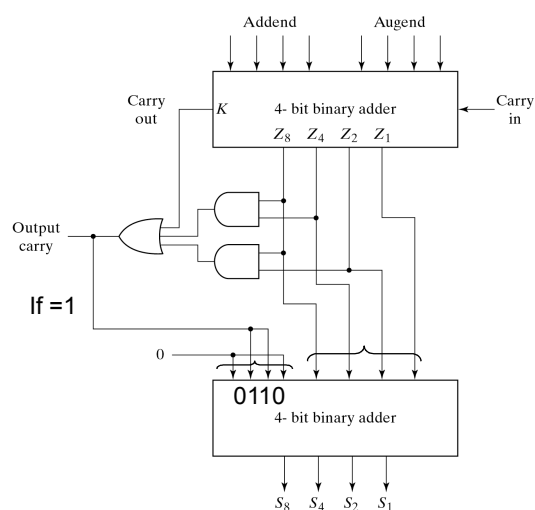 Addend Augend
Carry out
K
4- bit binary adder
Carry in
Z8 Z4 Z2 Z1
Output carry
If =1
0
0110
4- bit binary adder
S8 S4 S2 S1